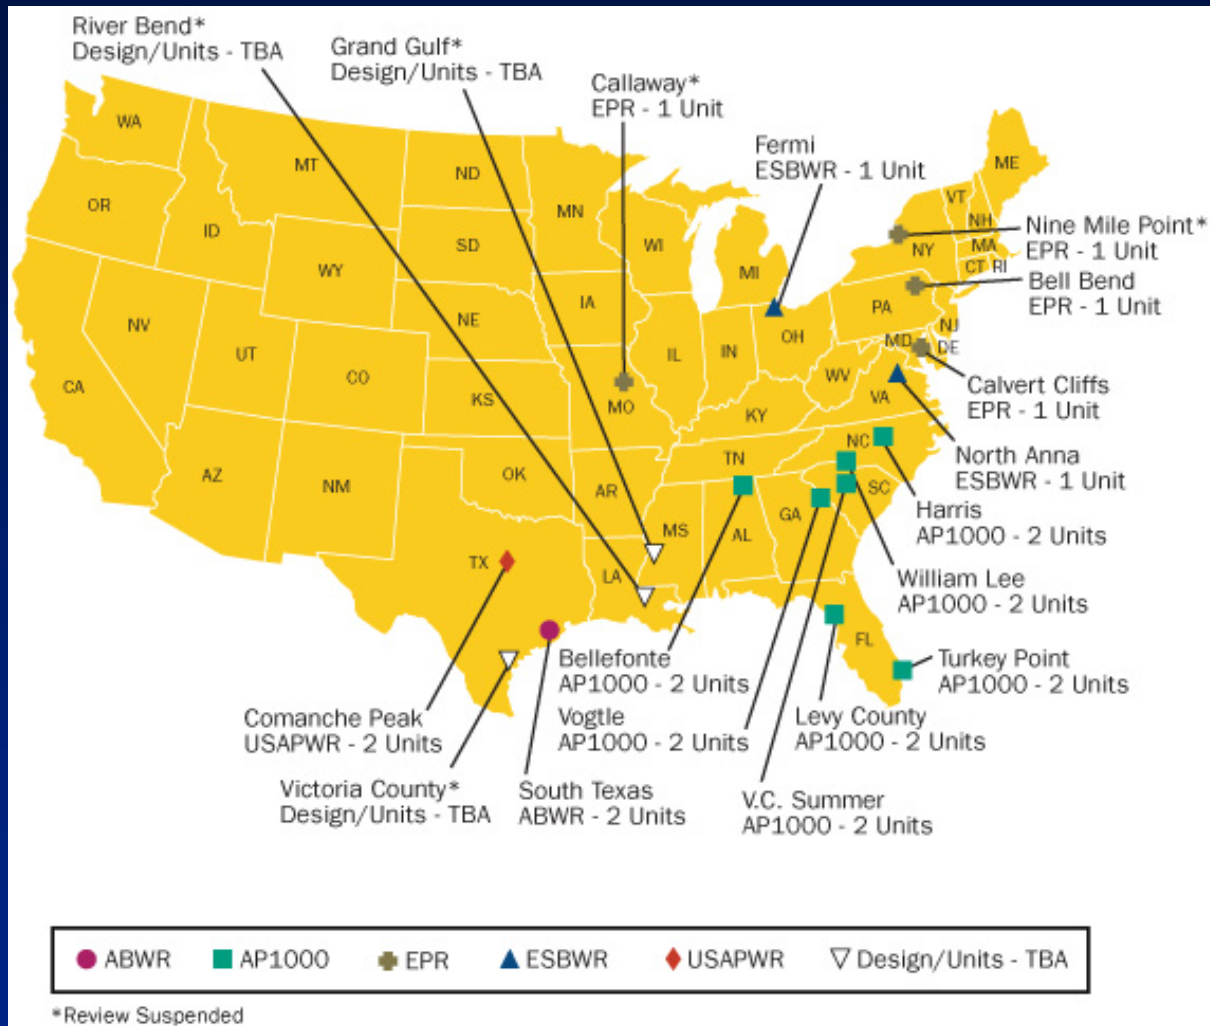 River Bend*
Design/Units - TBA
Grand Gulf*
Design/Units - TBA
Callaway*
EPR - 1 Unit
Fermi
ESBWR - 1 Unit
Nine Mile Point*
EPR - 1 Unit
Bell Bend
EPR - 1 Unit
Calvert Cliffs
EPR - 1 Unit
North Anna
ESBWR - 1 Unit
Harris
AP1000 - 2 Units
William Lee
AP1000 - 2 Units
Turkey Point
AP1000 - 2 Units
Levy County
AP1000 - 2 Units
V.C. Summer
AP1000 - 2 Units
Bellefonte
AP1000 - 2 Units
Vogtle
AP1000 - 2 Units
South Texas
ABWR - 2 Units
Comanche Peak
USAPWR - 2 Units
Victoria County*
Design/Units - TBA
WA
MT
ND
MN
ME
VT
NH
OR
ID
SD
WI
MI
NY
MA
CT
RI
WY
IA
NE
PA
NJ
NV
UT
CO
IL
IN
OH
MD
DE
CA
KS
MO
WV
VA
KY
NC
TN
AZ
NM
OK
AR
SC
MS
AL
GA
TX
LA
FL
ABWR
AP1000
EPR
ESBWR
USAPWR
Design/Units - TBA
*Review Suspended